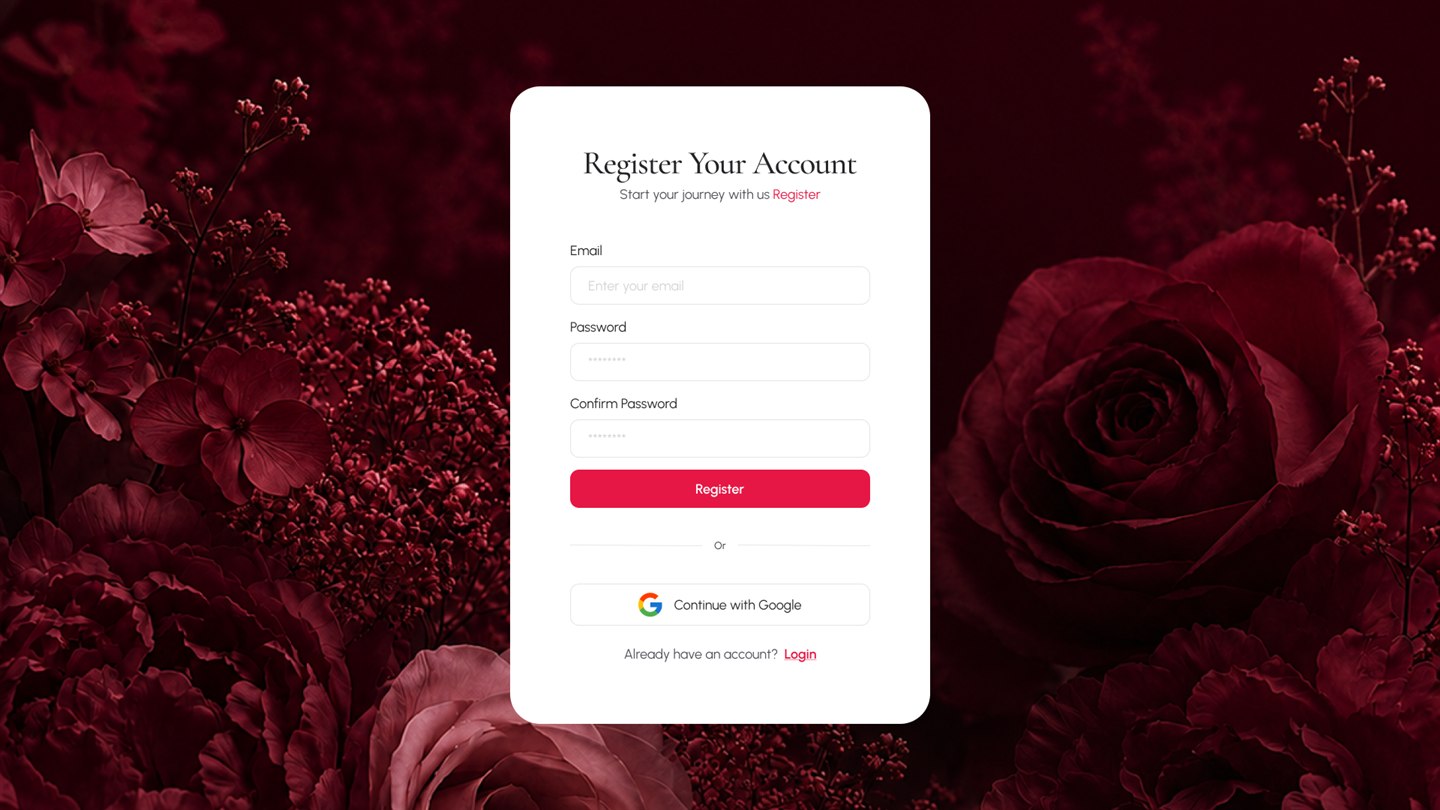 Register Your Account
Start your journey with us Register
Email
Enter your email
Password
********
Confirm Password
********
Register
Or
Continue with Google
Already have an account? Login